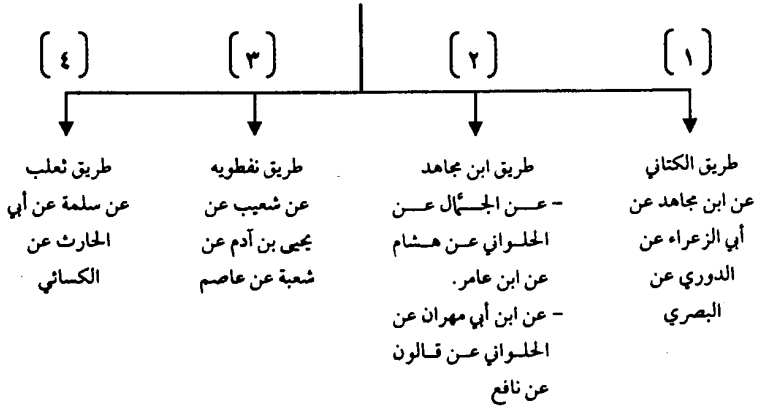 [ ١ ]
طريق الكتاني
عن ابن مجاهد عن
أبي الزعراء عن
الدوري عن
البصري
[ ٢ ]
طريق ابن مجاهد
- عن الجمال عن
الحلواني عن هشام
عن ابن عامر.
- عن ابن أبي مهران عن
الحلواني عن قالون
عن نافع
[ ٣ ]
طريق نفطويه
عن شعيب عن
يحيى بن آدم عن
شعبة عن عاصم
[ ٤ ]
طريق ثعلب
عن سلمة عن أبي
الحارث عن
الكسائي